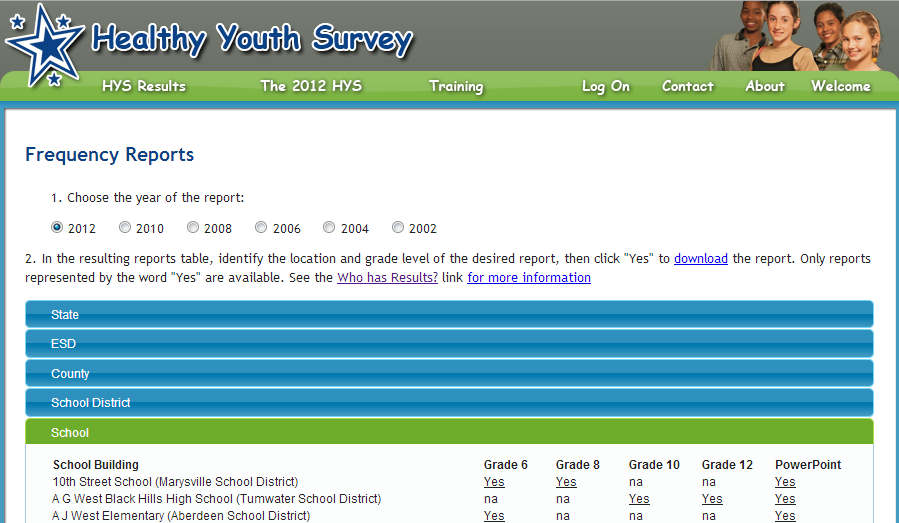 Healthy Youth Survey
HYS Results The 2012 HYS Training Log On Contact About Welcome
Frequency Reports
1. Choose the year of the report:
2012 2010 2008 2006 2004 2002
2. In the resulting reports table, identify the location and grade level of the desired report, then click "Yes" to download the report. Only reports
represented by the word "Yes" are available. See the Who has Results? link for more information
State
ESD
County
School District
School
School Building Grade 6 Grade 8 Grade 10 Grade 12 PowerPoint
10th Street School (Marysville School District) Yes Yes na na Yes
A G West Black Hills High School (Tumwater School District) na na Yes Yes Yes
A J West Elementary (Aberdeen School District) Yes na na na Yes